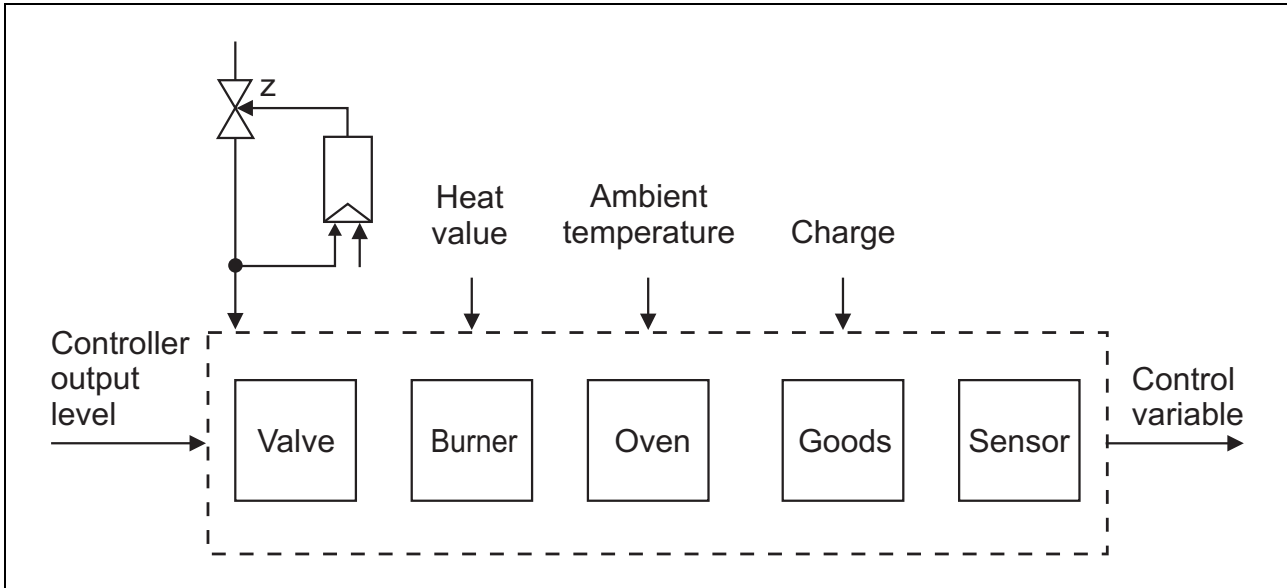 z
Heat
value
Ambient
temperature
Charge
Controller
output
level
Control
variable
Valve
Burner
Oven
Goods
Sensor